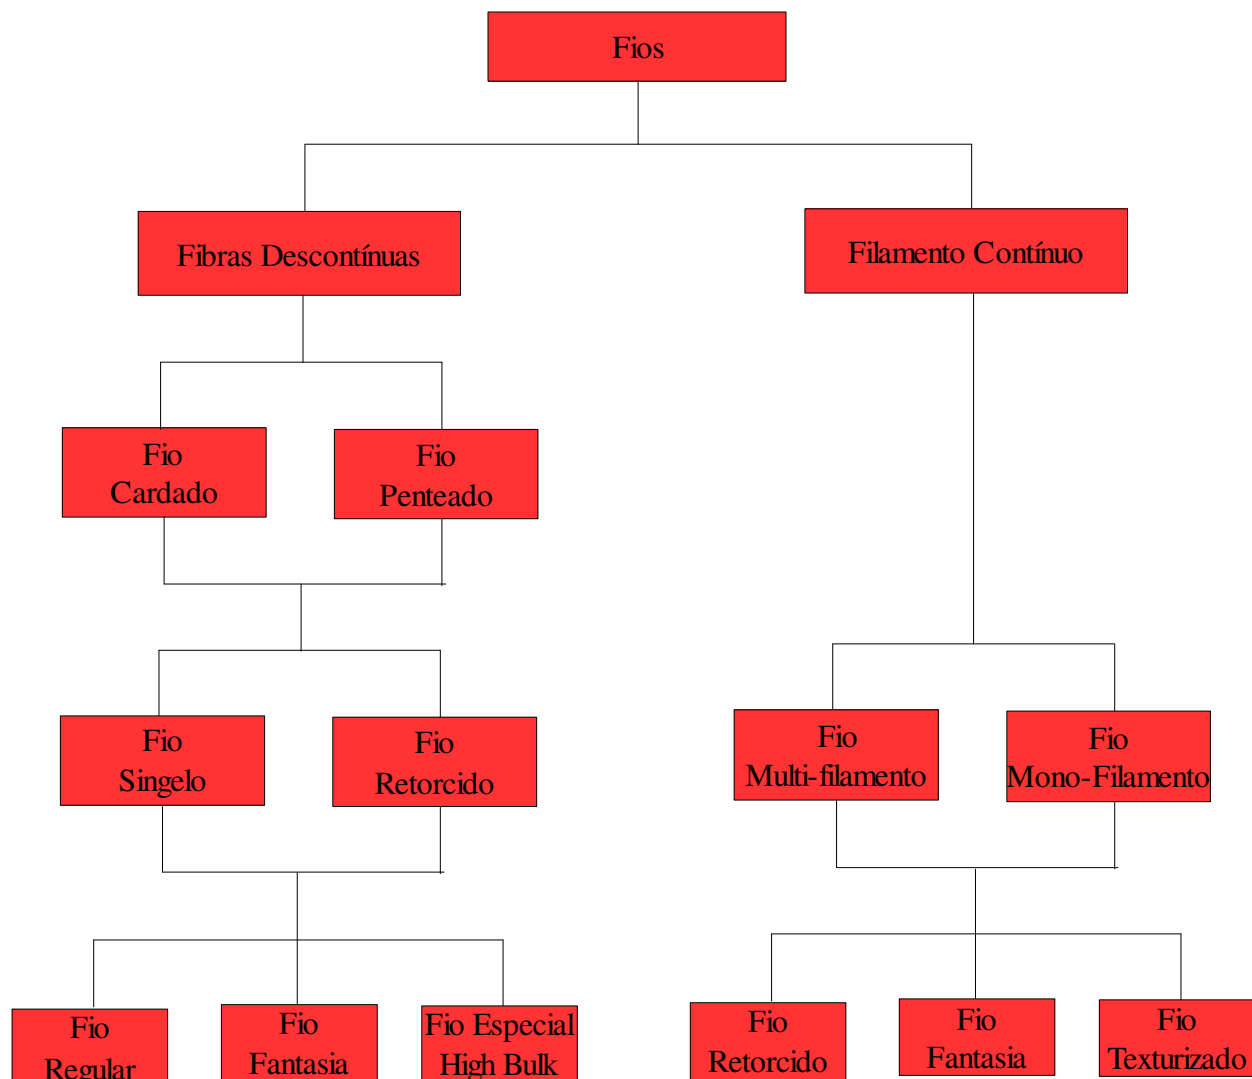 Fios
Fibras Descontínuas
Filamento Contínuo
Fio
Cardado
Fio
Penteado
Fio
Singelo
Fio
Retorcido
Fio
Multi-filamento
Fio
Mono-Filamento
Fio
Regular
Fio
Fantasia
Fio Especial
High Bulk
Fio
Retorcido
Fio
Fantasia
Fio
Texturizado